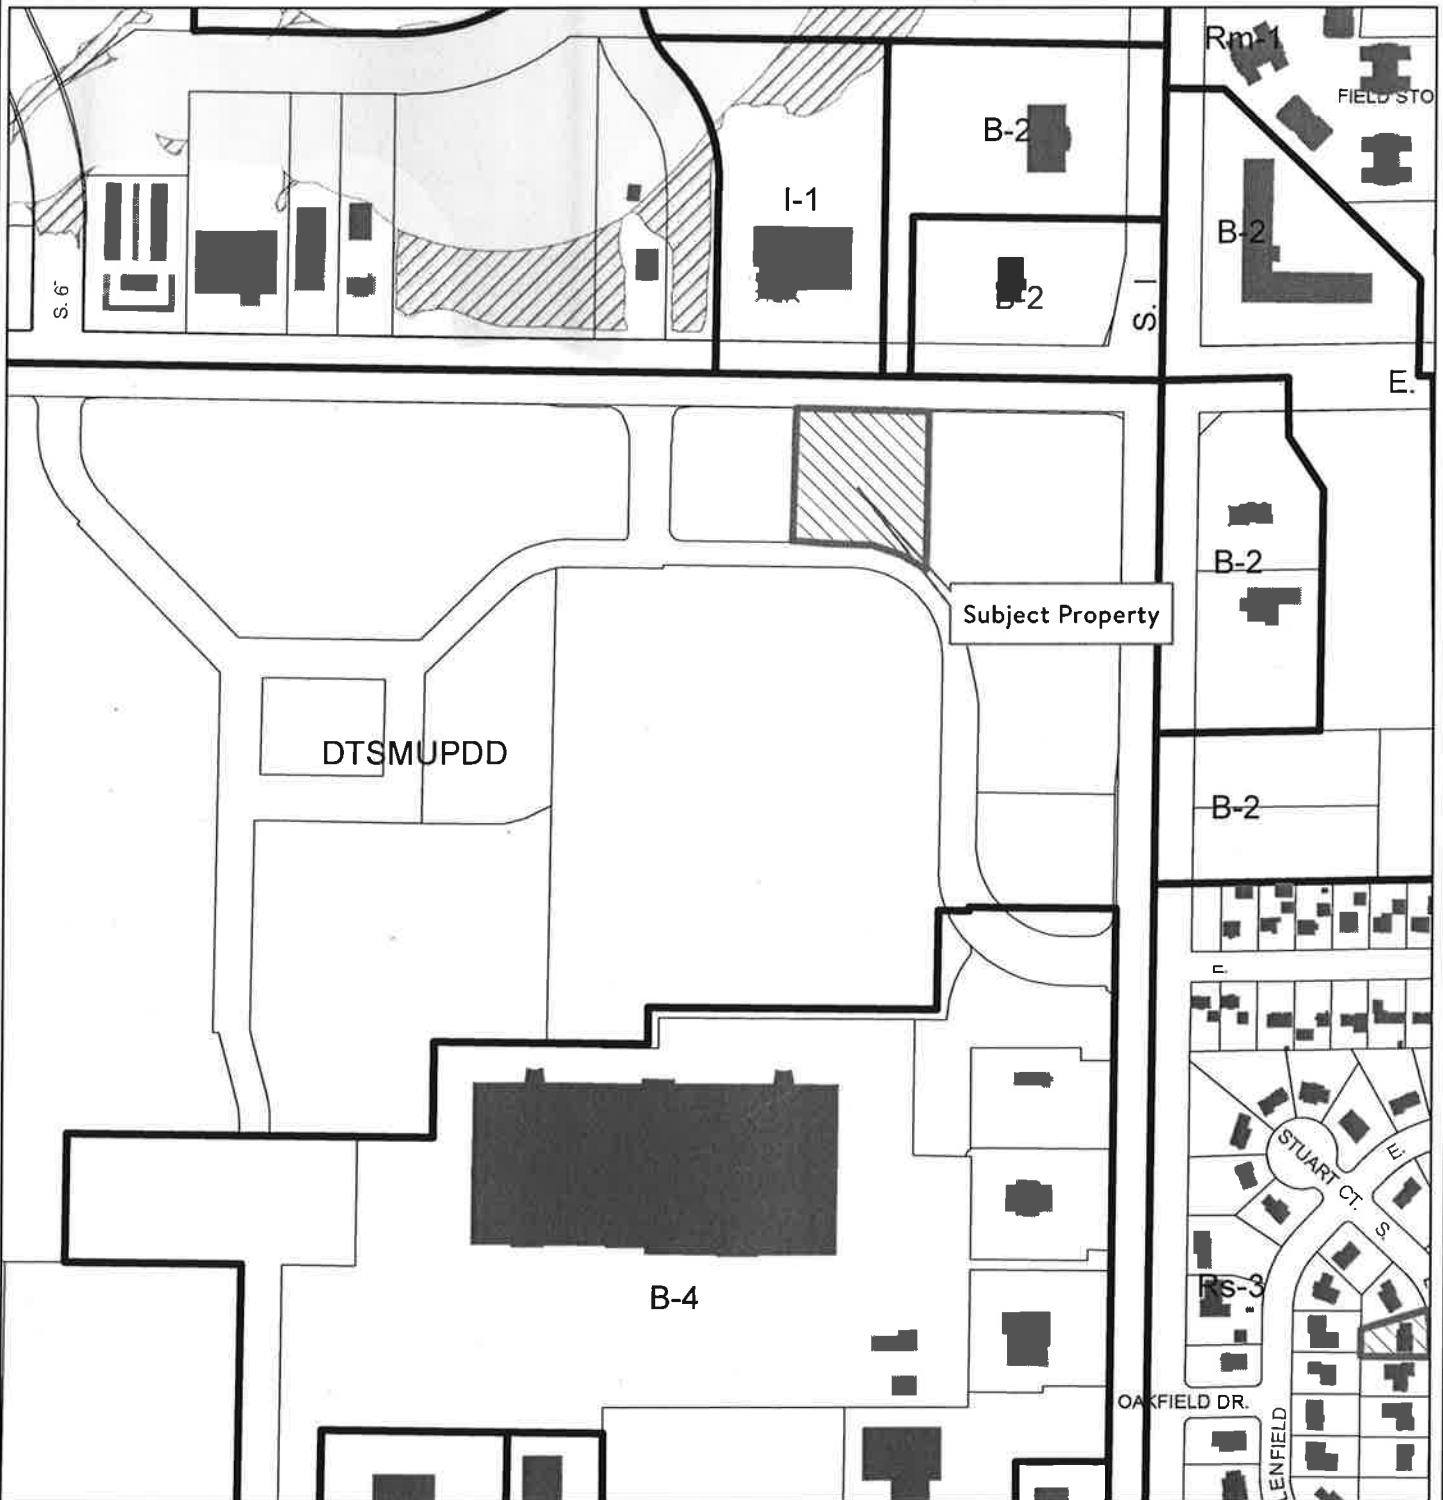 Rm-1
FIELD STO
B-2
I-1
B-2
B-2
S. 6
S. I
E.
Subject Property
B-2
DTSMUPDD
B-2
E.
STUART CT.
S.
B-4
Rs-3
OAKFIELD DR.
LENFIELD